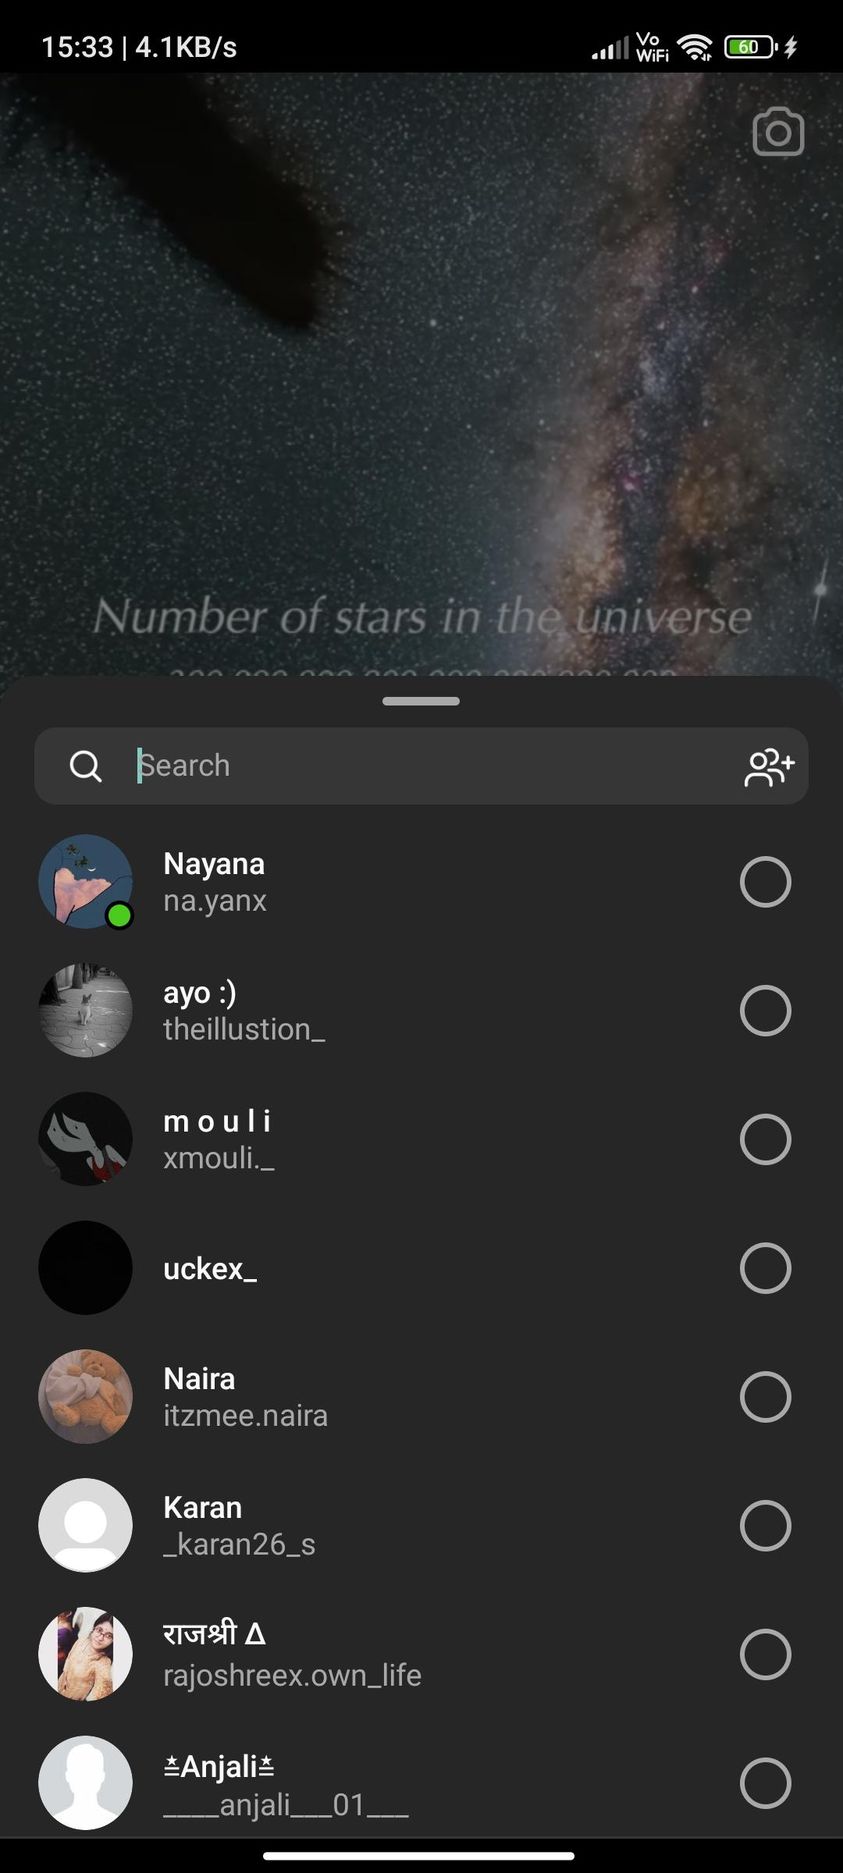 15:33 | 4.1KB/s
Vo
WiFi
60
Number of stars in the universe
Search
Nayana
na.yanx
ayo :)
theillustion_
m o u l i
xmouli._
uckex_
Naira
itzmee.naira
Karan
_karan26_s
राजश्री Δ
rajoshreex.own_life
≛Anjali≛
____anjali___01___